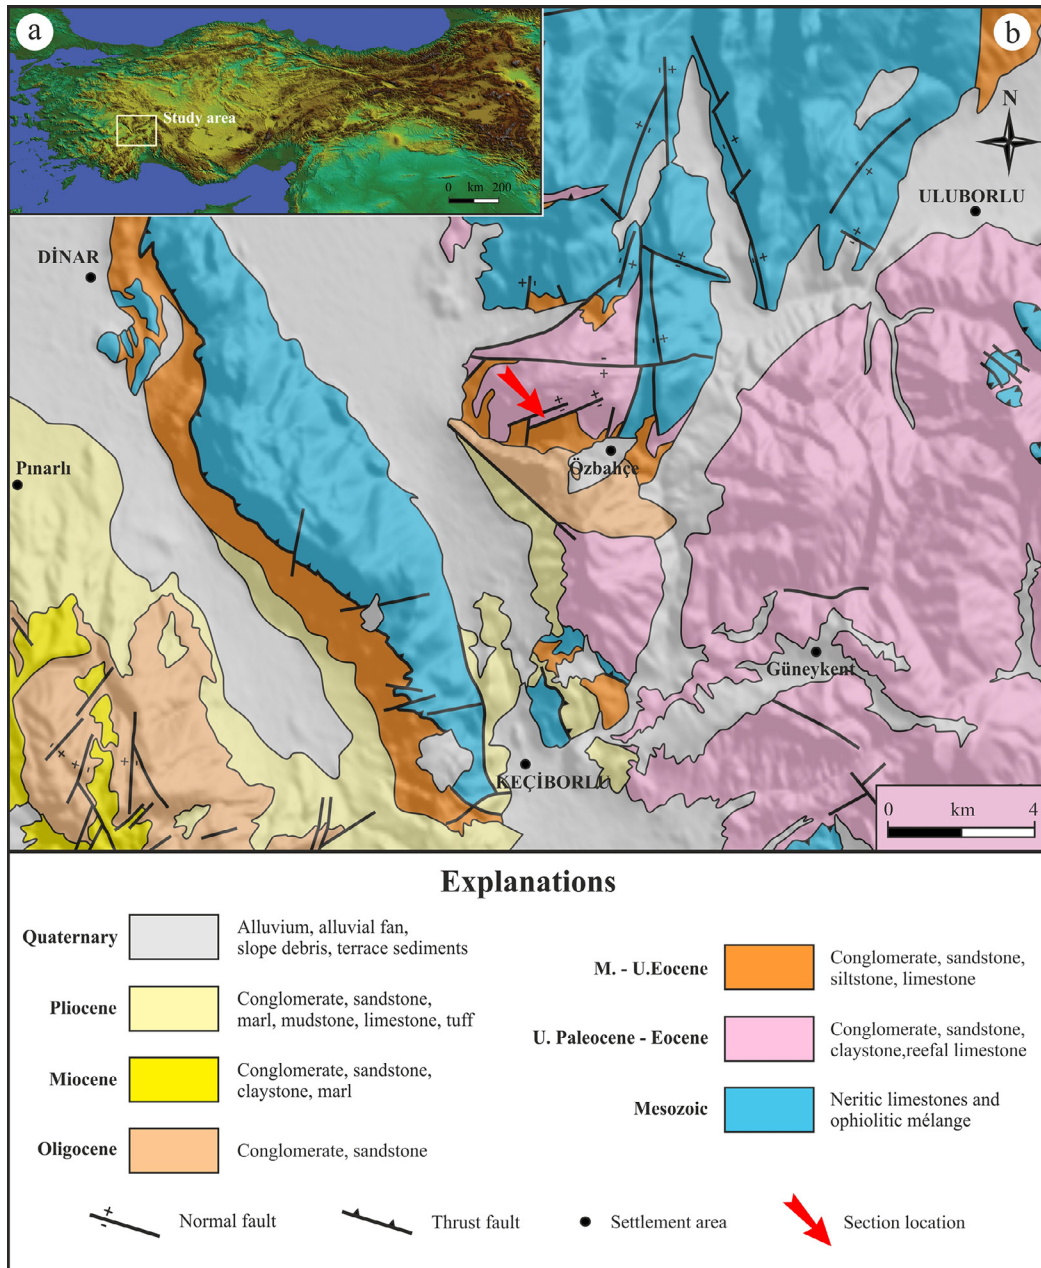 a
b
Study area
0 km 200
N
ULUBORLU
DİNAR
Pınarlı
Özbahçe
Güneykent
KEÇİBORLU
0 km 4
Explanations
Quaternary
Alluvium, alluvial fan,
slope debris, terrace sediments
Pliocene
Conglomerate, sandstone,
marl, mudstone, limestone, tuff
Miocene
Conglomerate, sandstone,
claystone, marl
Oligocene
Conglomerate, sandstone
M. - U.Eocene
Conglomerate, sandstone,
siltstone, limestone
U. Paleocene - Eocene
Conglomerate, sandstone,
claystone,reefal limestone
Mesozoic
Neritic limestones and
ophiolitic mélange
Normal fault
Thrust fault
Settlement area
Section location